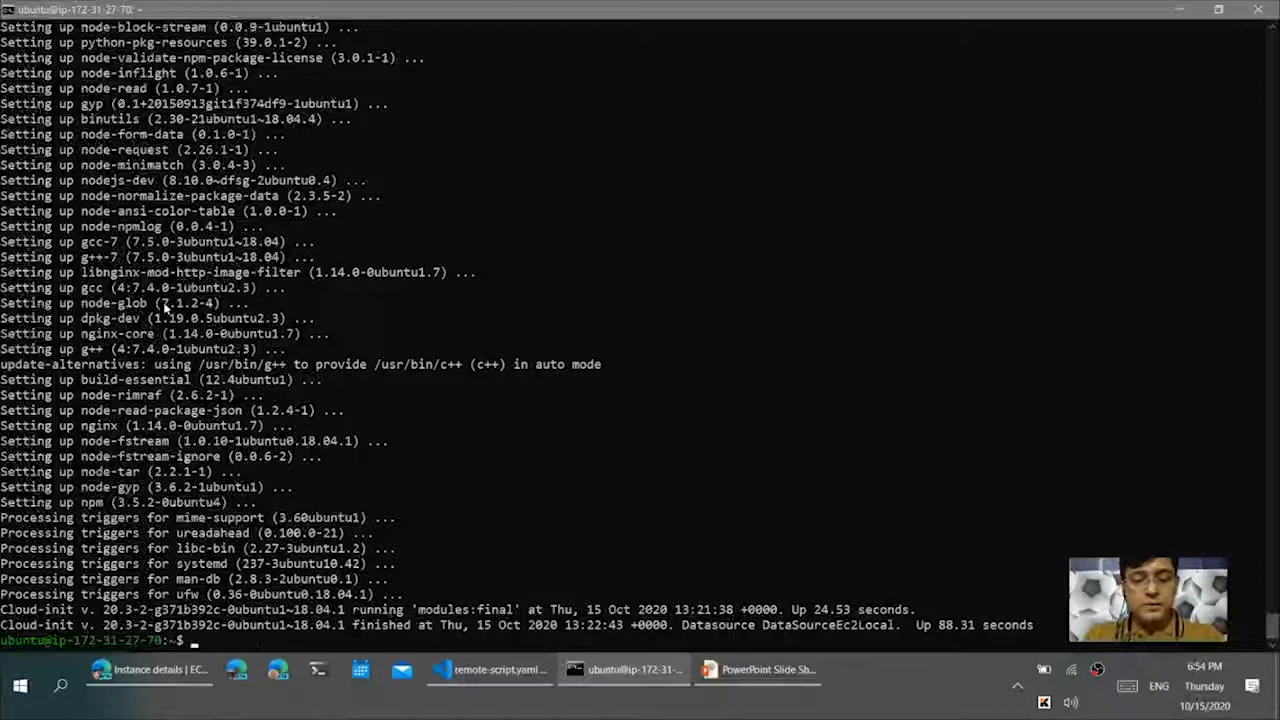 ubuntu@ip-172-31-27-70: ~
Setting up node-block-stream (0.0.9-1ubuntu1) ...
Setting up python-pkg-resources (39.0.1-2) ...
Setting up node-validate-npm-package-license (3.0.1-1) ...
Setting up node-inflight (1.0.6-1) ...
Setting up node-read (1.0.7-1) ...
Setting up gyp (0.1+20150913git1f374df9-1ubuntu1) ...
Setting up binutils (2.30-21ubuntu1~18.04.4) ...
Setting up node-form-data (0.1.0-1) ...
Setting up node-request (2.26.1-1) ...
Setting up node-minimatch (3.0.4-3) ...
Setting up nodejs-dev (8.10.0~dfsg-2ubuntu0.4) ...
Setting up node-normalize-package-data (2.3.5-2) ...
Setting up node-ansi-color-table (1.0.0-1) ...
Setting up node-npmlog (0.0.4-1) ...
Setting up gcc-7 (7.5.0-3ubuntu1~18.04) ...
Setting up g++-7 (7.5.0-3ubuntu1~18.04) ...
Setting up libnginx-mod-http-image-filter (1.14.0-0ubuntu1.7) ...
Setting up gcc (4:7.4.0-1ubuntu2.3) ...
Setting up node-glob (7.1.2-4) ...
Setting up dpkg-dev (1.19.0.5ubuntu2.3) ...
Setting up nginx-core (1.14.0-0ubuntu1.7) ...
Setting up g++ (4:7.4.0-1ubuntu2.3) ...
update-alternatives: using /usr/bin/g++ to provide /usr/bin/c++ (c++) in auto mode
Setting up build-essential (12.4ubuntu1) ...
Setting up node-rimraf (2.6.2-1) ...
Setting up node-read-package-json (1.2.4-1) ...
Setting up nginx (1.14.0-0ubuntu1.7) ...
Setting up node-fstream (1.0.10-1ubuntu0.18.04.1) ...
Setting up node-fstream-ignore (0.0.6-2) ...
Setting up node-tar (2.2.1-1) ...
Setting up node-gyp (3.6.2-1ubuntu1) ...
Setting up npm (3.5.2-0ubuntu4) ...
Processing triggers for mime-support (3.60ubuntu1) ...
Processing triggers for ureadahead (0.100.0-21) ...
Processing triggers for libc-bin (2.27-3ubuntu1.2) ...
Processing triggers for systemd (237-3ubuntu10.42) ...
Processing triggers for man-db (2.8.3-2ubuntu0.1) ...
Processing triggers for ufw (0.36-0ubuntu0.18.04.1) ...
Cloud-init v. 20.3-2-g371b392c-0ubuntu1~18.04.1 running 'modules:final' at Thu, 15 Oct 2020 13:21:38 +0000. Up 24.53 seconds.
Cloud-init v. 20.3-2-g371b392c-0ubuntu1~18.04.1 finished at Thu, 15 Oct 2020 13:22:43 +0000. Datasource DataSourceEc2Local.  Up 88.31 seconds
ubuntu@ip-172-31-27-70:~$
Instance details | EC...
remote-script.yaml ...
ubuntu@ip-172-31-...
PowerPoint Slide Sh...
ENG
6:54 PM
Thursday
10/15/2020